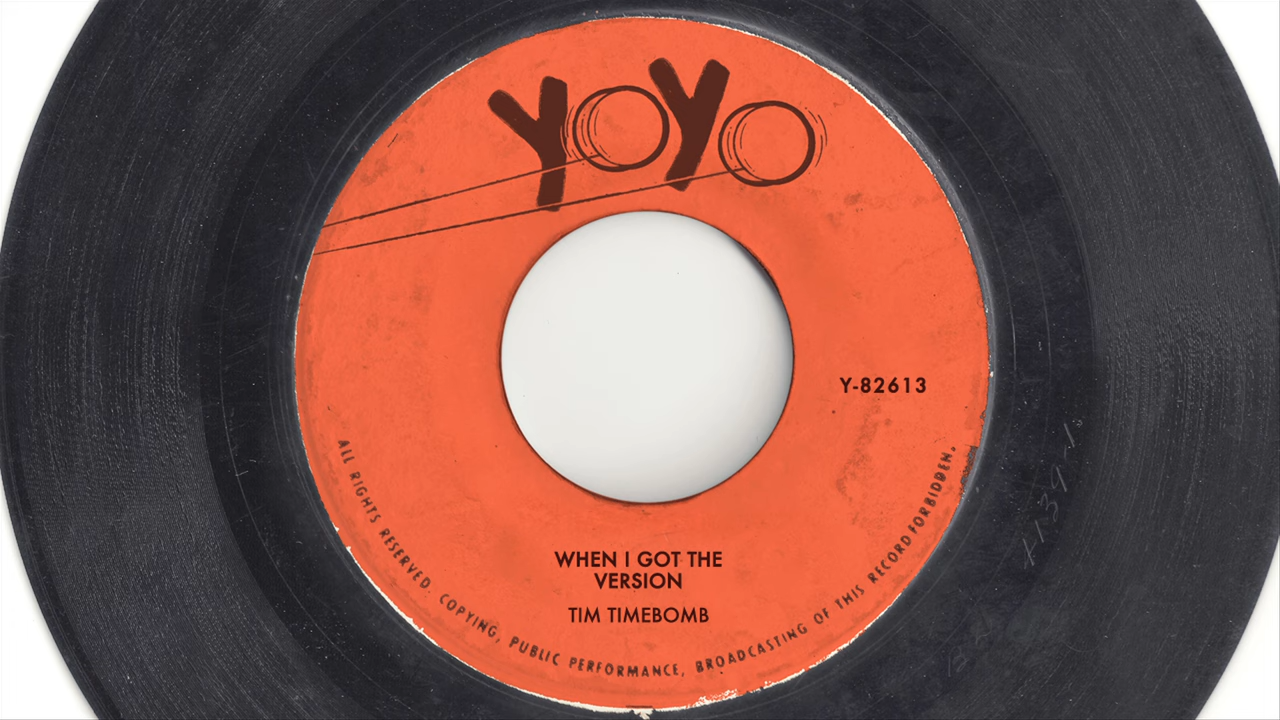 YOYO
Y-82613
WHEN I GOT THE
VERSION
TIM TIMEBOMB
ALL RIGHTS RESERVED. COPYING, PUBLIC PERFORMANCE, BROADCASTING OF THIS RECORD FORBIDDEN.